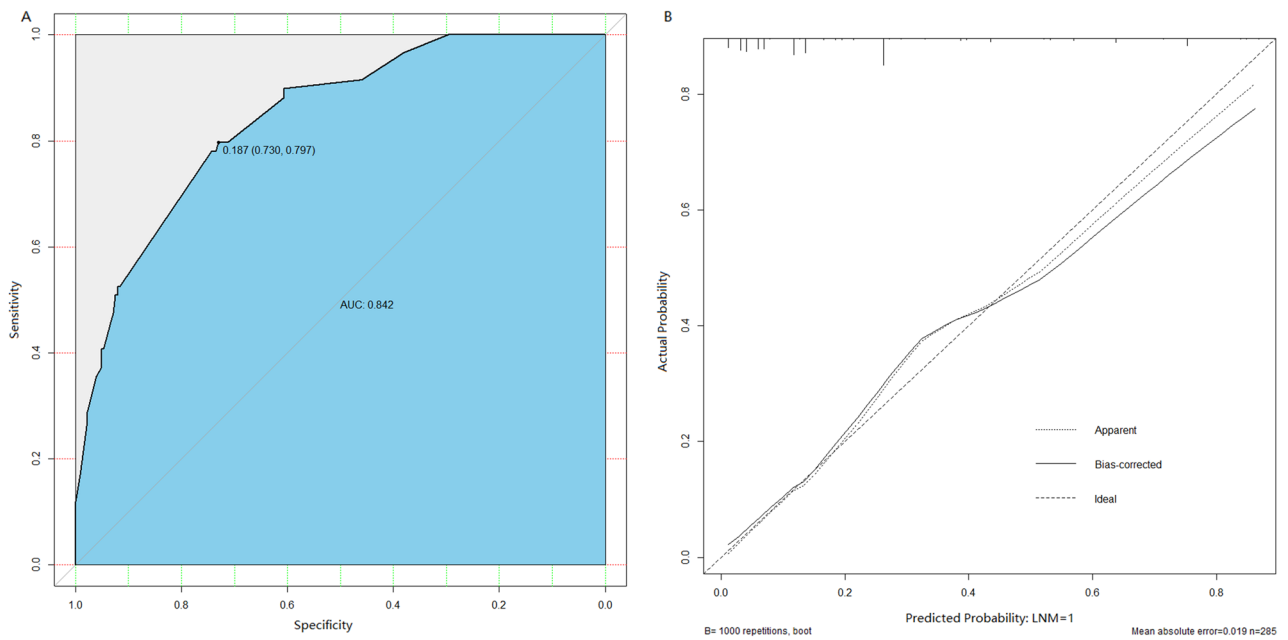 A
1.0
0.8
0.6
0.4
0.2
0.0
Sensitivity
0.187 (0.730, 0.797)
AUC: 0.842
1.0 0.8 0.6 0.4 0.2 0.0
Specificity
B
0.8
0.6
0.4
0.2
0.0
Actual Probability
Apparent
Bias-corrected
Ideal
0.0 0.2 0.4 0.6 0.8
Predicted Probability: LNM=1
B= 1000 repetitions, boot
Mean absolute error=0.019 n=285